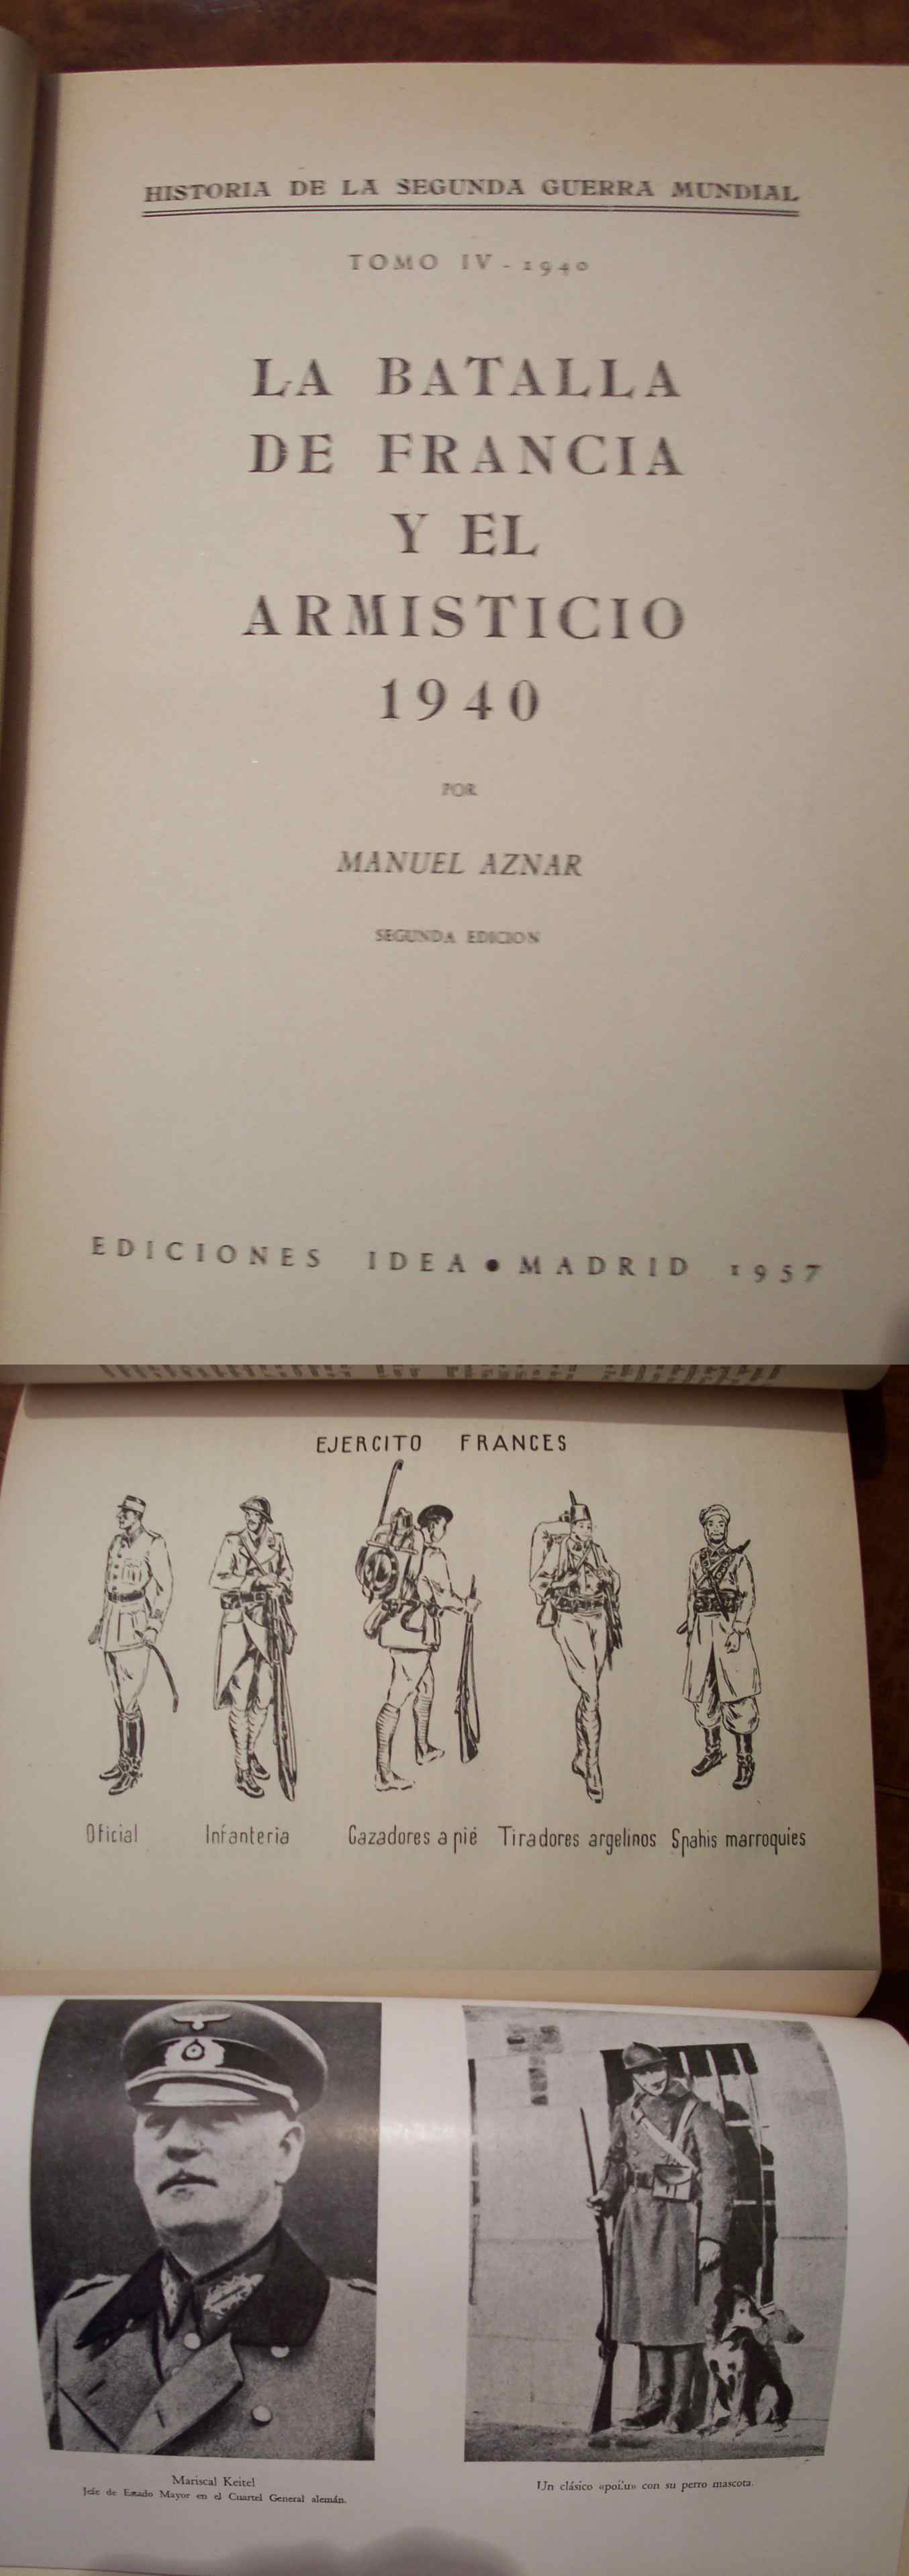 HISTORIA DE LA SEGUNDA GUERRA MUNDIAL
TOMO IV - 1940
LA BATALLA
DE FRANCIA
Y EL
ARMISTICIO
1940
POR
MANUEL AZNAR
SEGUNDA EDICION
EDICIONES IDEA • MADRID 1957
EJERCITO FRANCES
Oficial Infanteria Cazadores a pié Tiradores argelinos Spahis marroquies
Mariscal Keitel
Jefe de Estado Mayor en el Cuartel General alemán.
Un clásico «poilu» con su perro mascota.